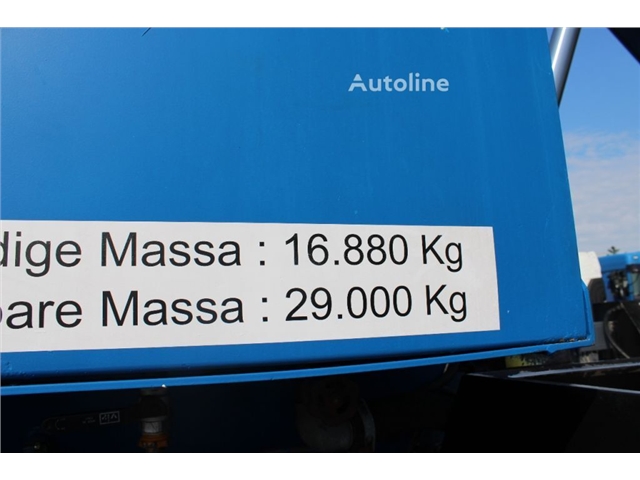 Autoline
dige Massa : 16.880 Kg
bare Massa : 29.000 Kg